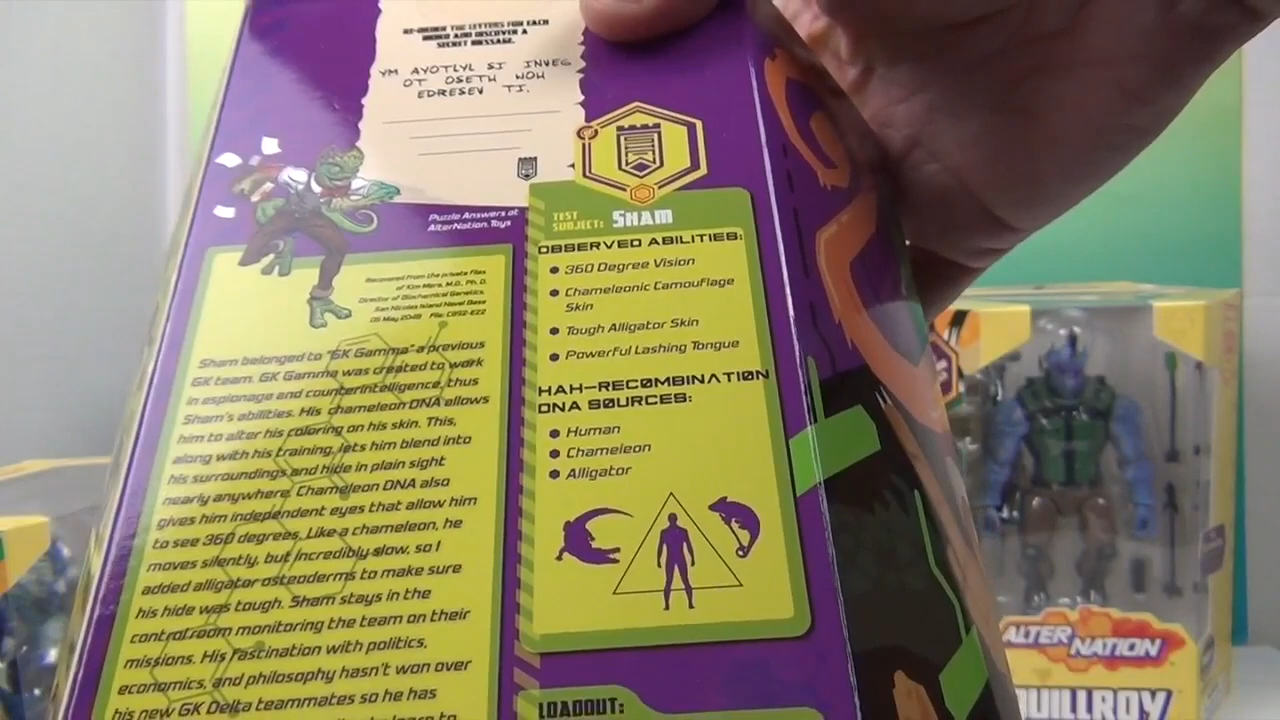 RE-ORDER THE LETTERS FOR EACH
WORD AND DISCOVER A
SECRET MESSAGE.
YM AYOTLYL SI INVEG
OT OSETH WOH
EDRESEV TI.
Puzzle Answers at
AlterNation.Toys
Recovered from the private files
of Kim Mera, M.D., Ph. D.
Director of Biochemical Genetics,
San Nicolas Island Naval Base
05 May 2048 File: C892-E22
Sham belonged to "GK Gamma" a previous
GK team. GK Gamma was created to work
in espionage and counterintelligence, thus
Sham's abilities. His chameleon DNA allows
him to alter his coloring on his skin. This,
along with his training, lets him blend into
his surroundings and hide in plain sight
nearly anywhere. Chameleon DNA also
gives him independent eyes that allow him
to see 360 degrees. Like a chameleon, he
moves silently, but incredibly slow, so I
added alligator osteoderms to make sure
his hide was tough. Sham stays in the
control room monitoring the team on their
missions. His fascination with politics,
economics, and philosophy hasn't won over
his new GK Delta teammates so he has
TEST
SUBJECT: SHAM
OBSERVED ABILITIES:
360 Degree Vision
Chameleonic Camouflage
Skin
Tough Alligator Skin
Powerful Lashing Tongue
HAH-RECOMBINATION
DNA SOURCES:
Human
Chameleon
Alligator
LOADOUT:
ALTER NATION
QUILLROY